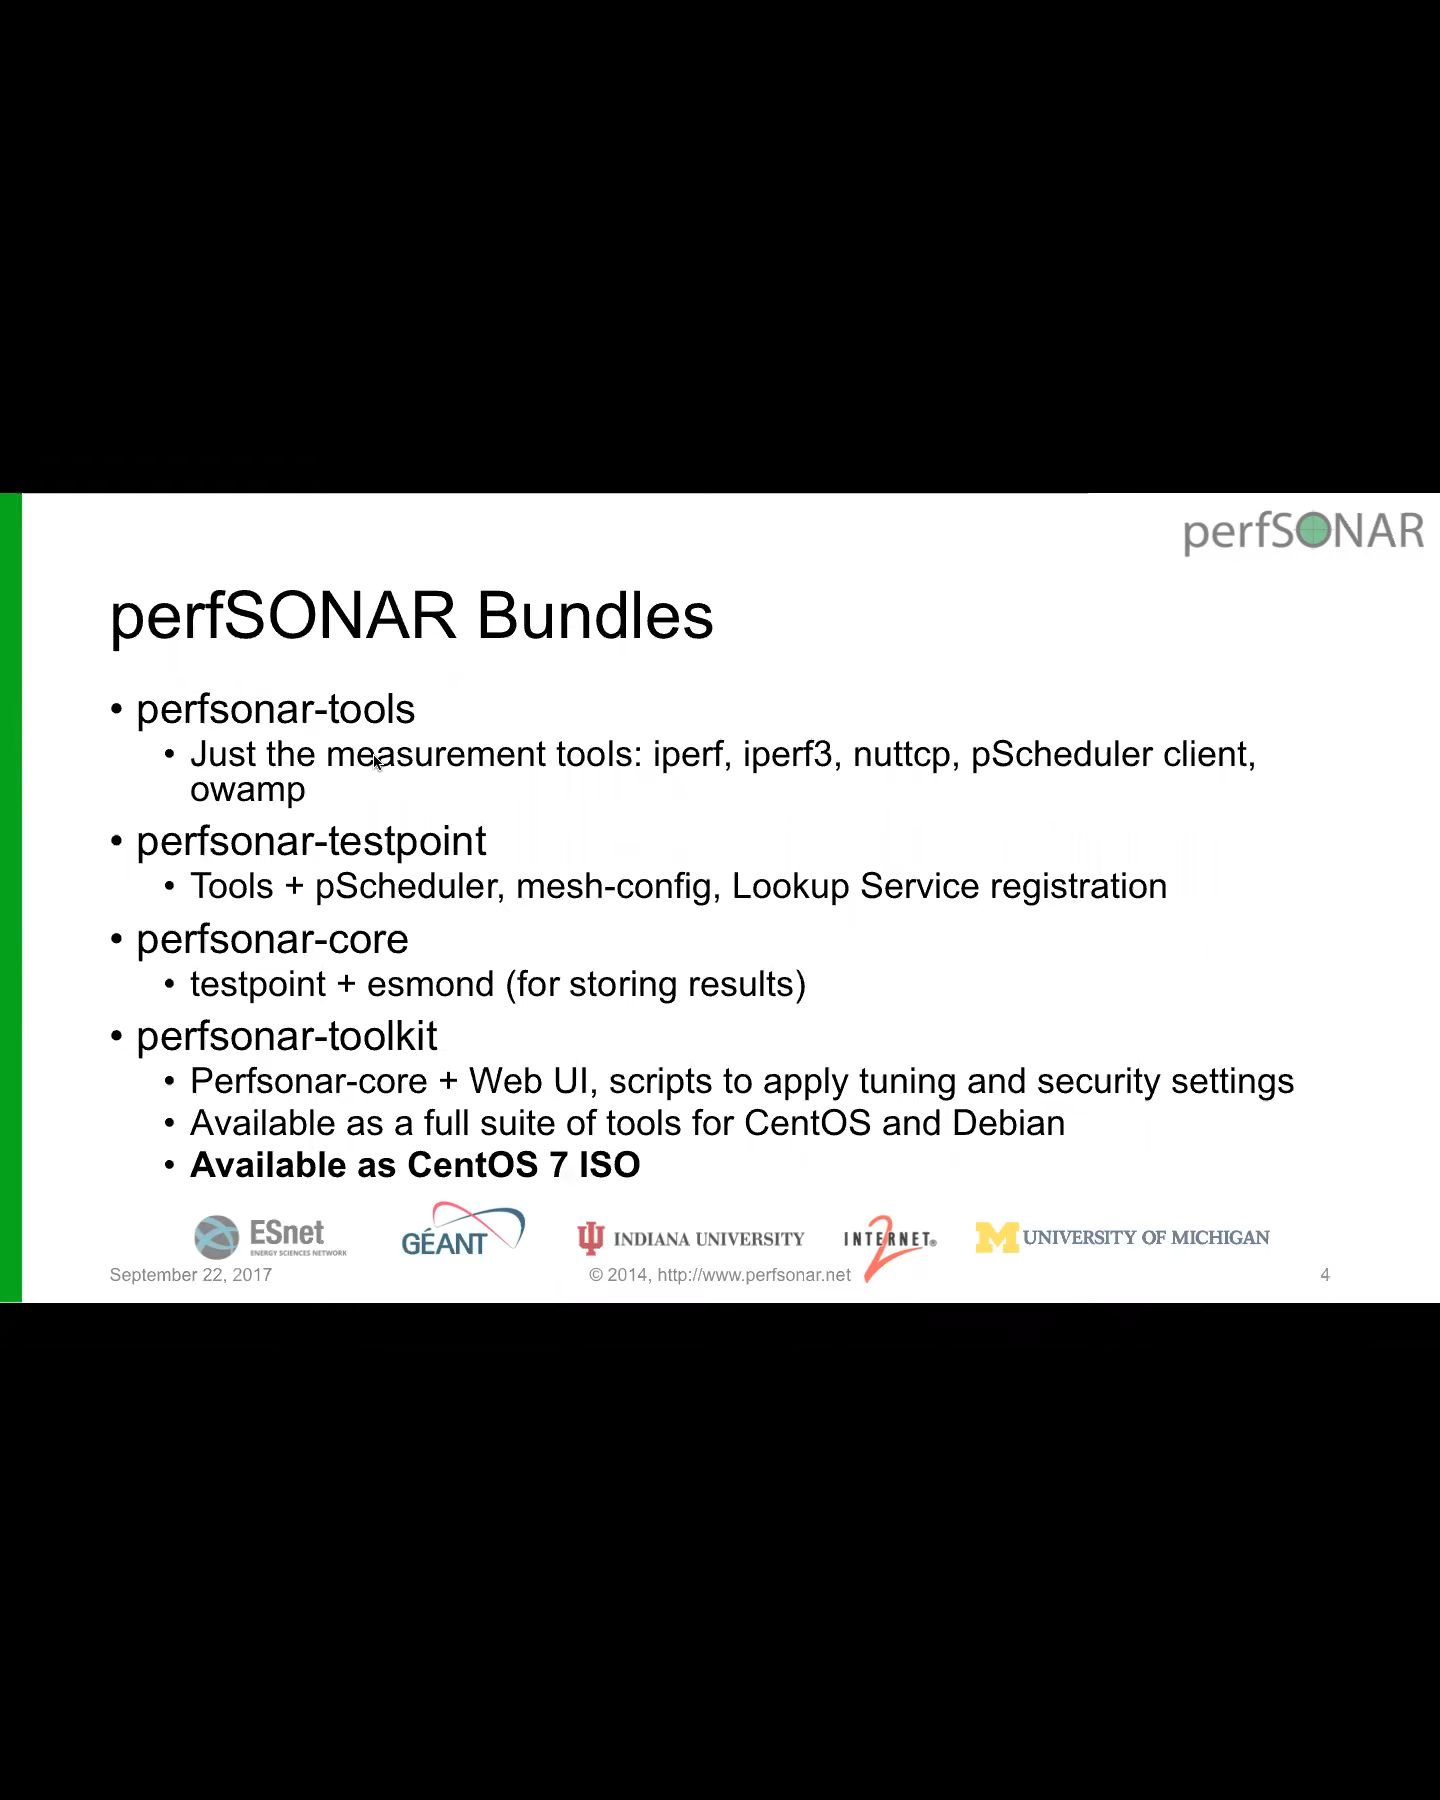 perfSONAR
perfSONAR Bundles
• perfsonar-tools
• Just the measurement tools: iperf, iperf3, nuttcp, pScheduler client,
owamp
• perfsonar-testpoint
• Tools + pScheduler, mesh-config, Lookup Service registration
• perfsonar-core
• testpoint + esmond (for storing results)
• perfsonar-toolkit
• Perfsonar-core + Web UI, scripts to apply tuning and security settings
• Available as a full suite of tools for CentOS and Debian
• Available as CentOS 7 ISO
ESnet
ENERGY SCIENCES NETWORK
GÉANT
INDIANA UNIVERSITY
INTERNET®
2
M UNIVERSITY OF MICHIGAN
September 22, 2017
© 2014, http://www.perfsonar.net
4